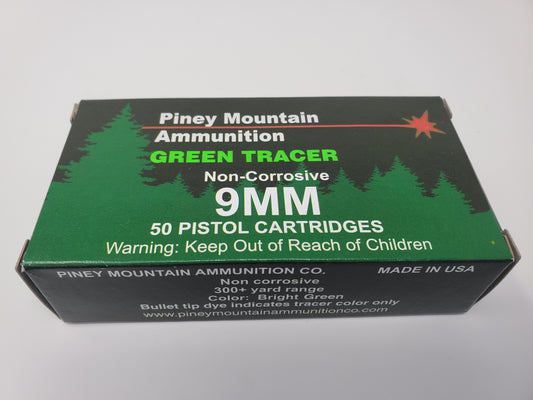 Piney Mountain
Ammunition
GREEN TRACER
Non-Corrosive
9MM
50 PISTOL CARTRIDGES
Warning: Keep Out of Reach of Children
PINEY MOUNTAIN AMMUNITION CO. MADE IN USA
Non corrosive
300+ yard range
Color: Bright Green
Bullet tip dye indicates tracer color only
www.pineymountainammunitionco.com